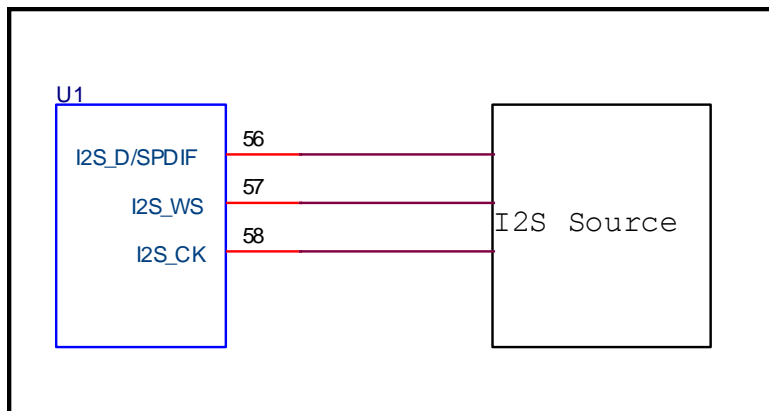 U1
I2S_D/SPDIF 56
I2S_WS 57
I2S Source
I2S_CK 58